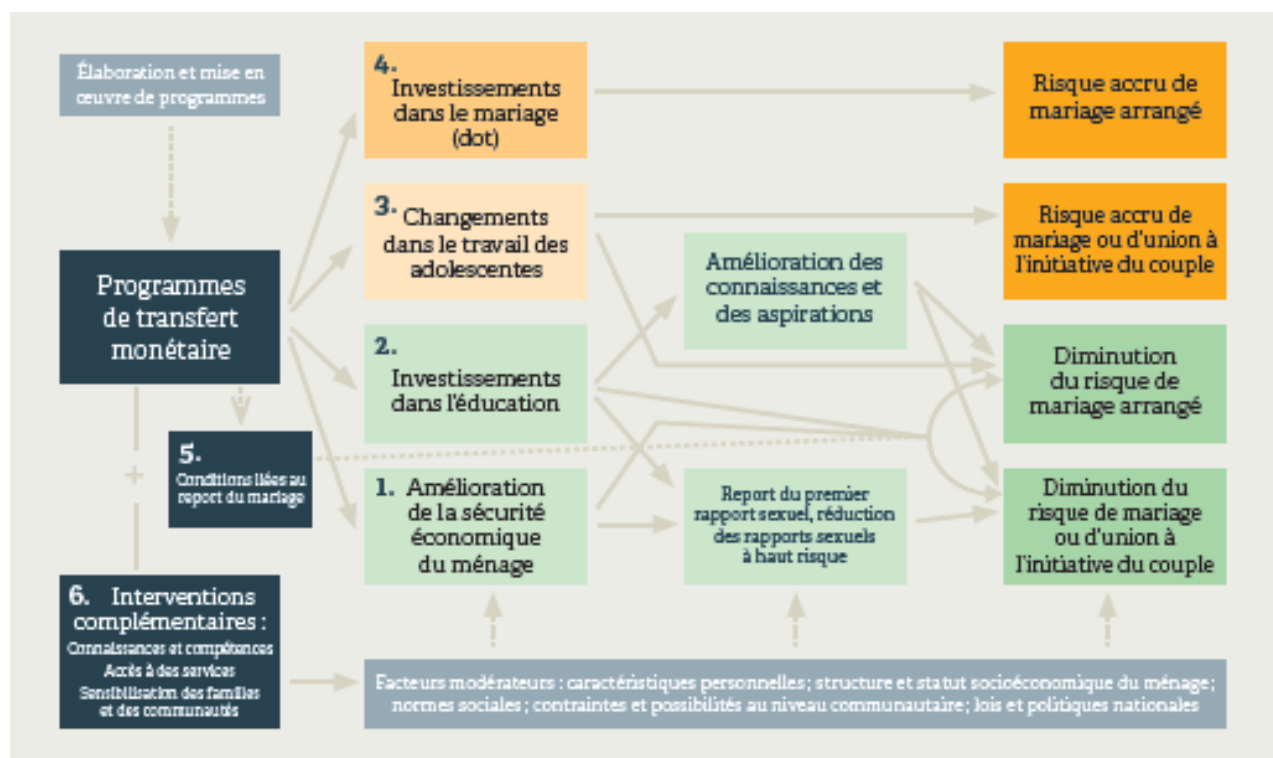 Élaboration et mise en
œuvre de programmes
Programmes
de transfert
monétaire
5.
Conditions liées au
report du mariage
+
6. Interventions
complémentaires :
Connaissances et compétences
Accès à des services
Sensibilisation des familles
et des communautés
4.
Investissements
dans le mariage
(dot)
3. Changements
dans le travail des
adolescentes
2.
Investissements
dans l'éducation
1. Amélioration
de la sécurité
économique
du ménage
Amélioration des
connaissances et
des aspirations
Report du premier
rapport sexuel, réduction
des rapports sexuels
à haut risque
Risque accru de
mariage arrangé
Risque accru de
mariage ou d'union à
l'initiative du couple
Diminution
du risque de
mariage arrangé
Diminution du
risque de mariage
ou d'union à
l'initiative du couple
Facteurs modérateurs : caractéristiques personnelles ; structure et statut socioéconomique du ménage ;
normes sociales ; contraintes et possibilités au niveau communautaire ; lois et politiques nationales